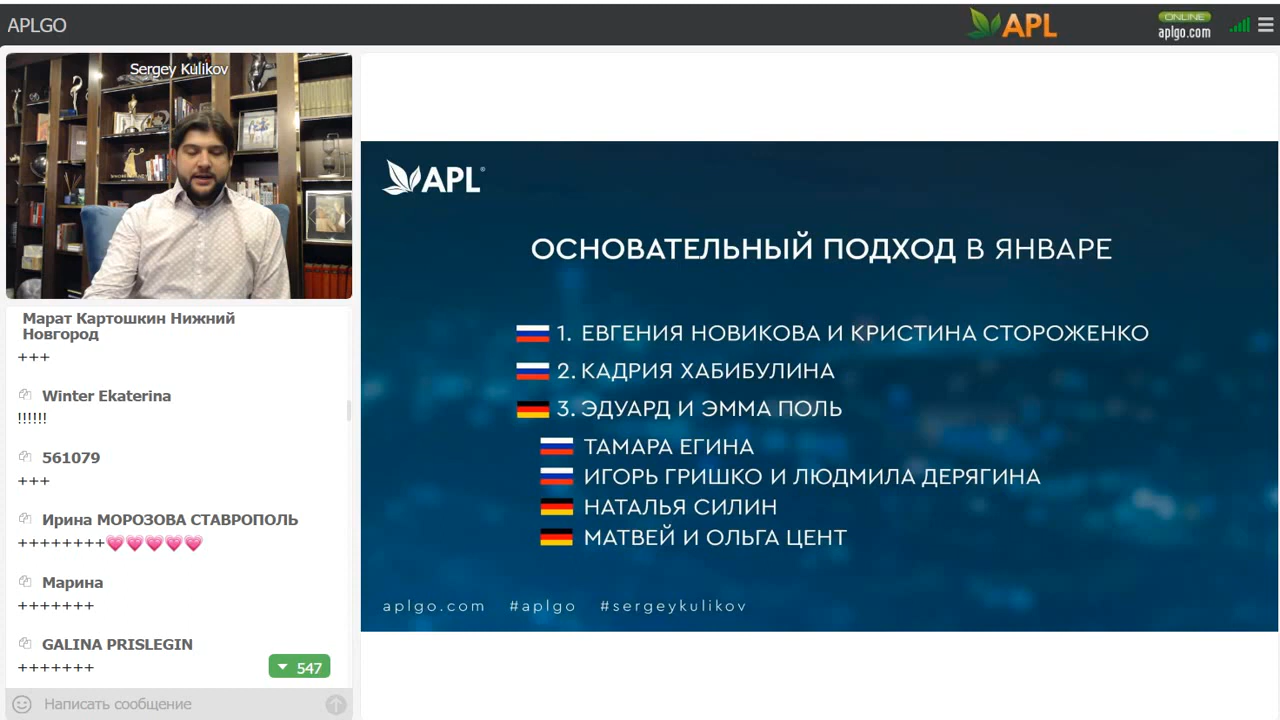 APLGO
APL
ONLINE
aplgo.com
Sergey Kulikov
Марат Картошкин Нижний
Новгород
+++
Winter Ekaterina
!!!!!!
561079
+++
Ирина МОРОЗОВА СТАВРОПОЛЬ
++++++++💗💗💗💗💗
Марина
+++++++
GALINA PRISLEGIN
+++++++
547
Написать сообщение
APL®
ОСНОВАТЕЛЬНЫЙ ПОДХОД В ЯНВАРЕ
1. ЕВГЕНИЯ НОВИКОВА И КРИСТИНА СТОРОЖЕНКО
2. КАДРИЯ ХАБИБУЛИНА
3. ЭДУАРД И ЭММА ПОЛЬ
ТАМАРА ЕГИНА
ИГОРЬ ГРИШКО И ЛЮДМИЛА ДЕРЯГИНА
НАТАЛЬЯ СИЛИН
МАТВЕЙ И ОЛЬГА ЦЕНТ
aplgo.com #aplgo #sergeykulikov